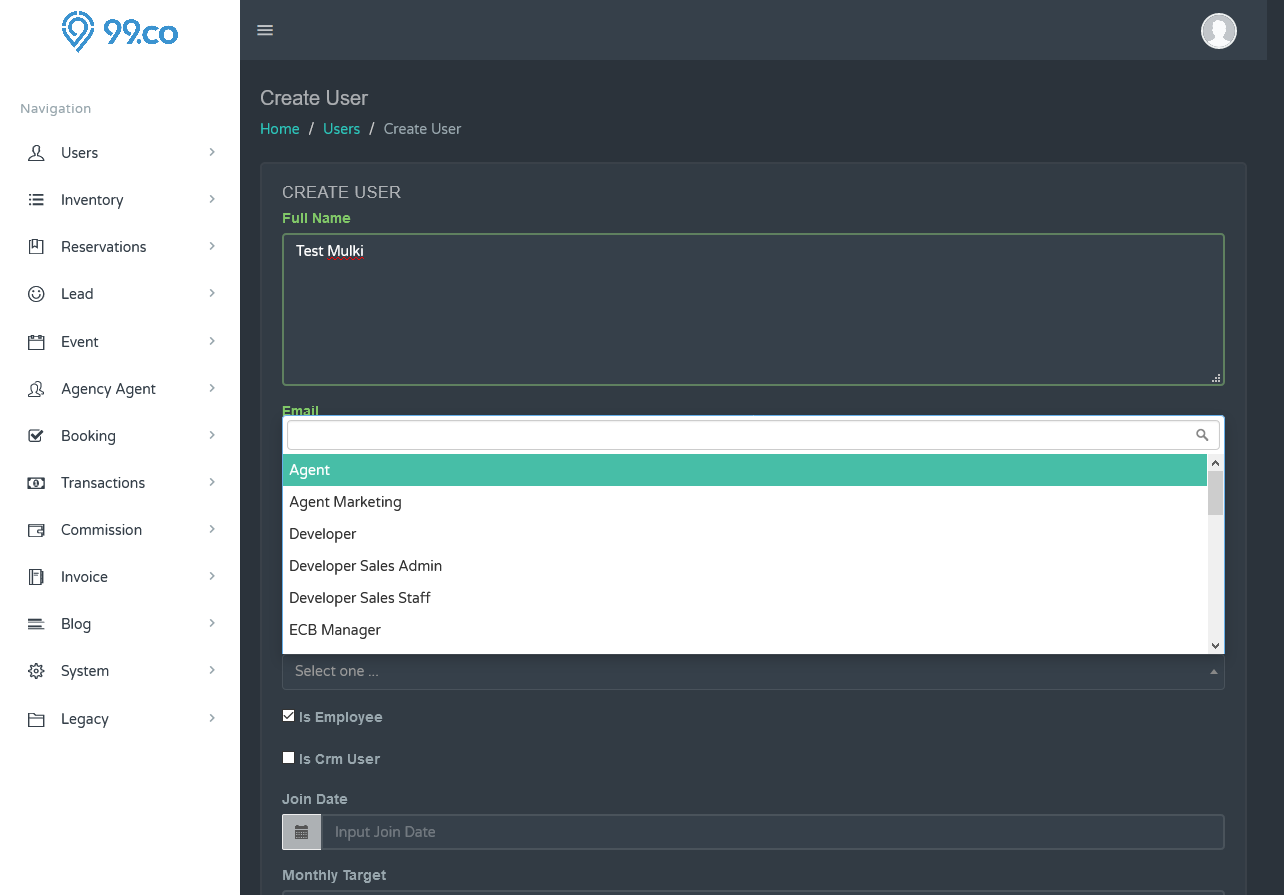 99.co
Navigation
Users
Inventory
Reservations
Lead
Event
Agency Agent
Booking
Transactions
Commission
Invoice
Blog
System
Legacy
Create User
Home / Users / Create User
CREATE USER
Full Name
Test Mulki
Email
Agent
Agent Marketing
Developer
Developer Sales Admin
Developer Sales Staff
ECB Manager
Select one ...
Is Employee
Is Crm User
Join Date
Input Join Date
Monthly Target